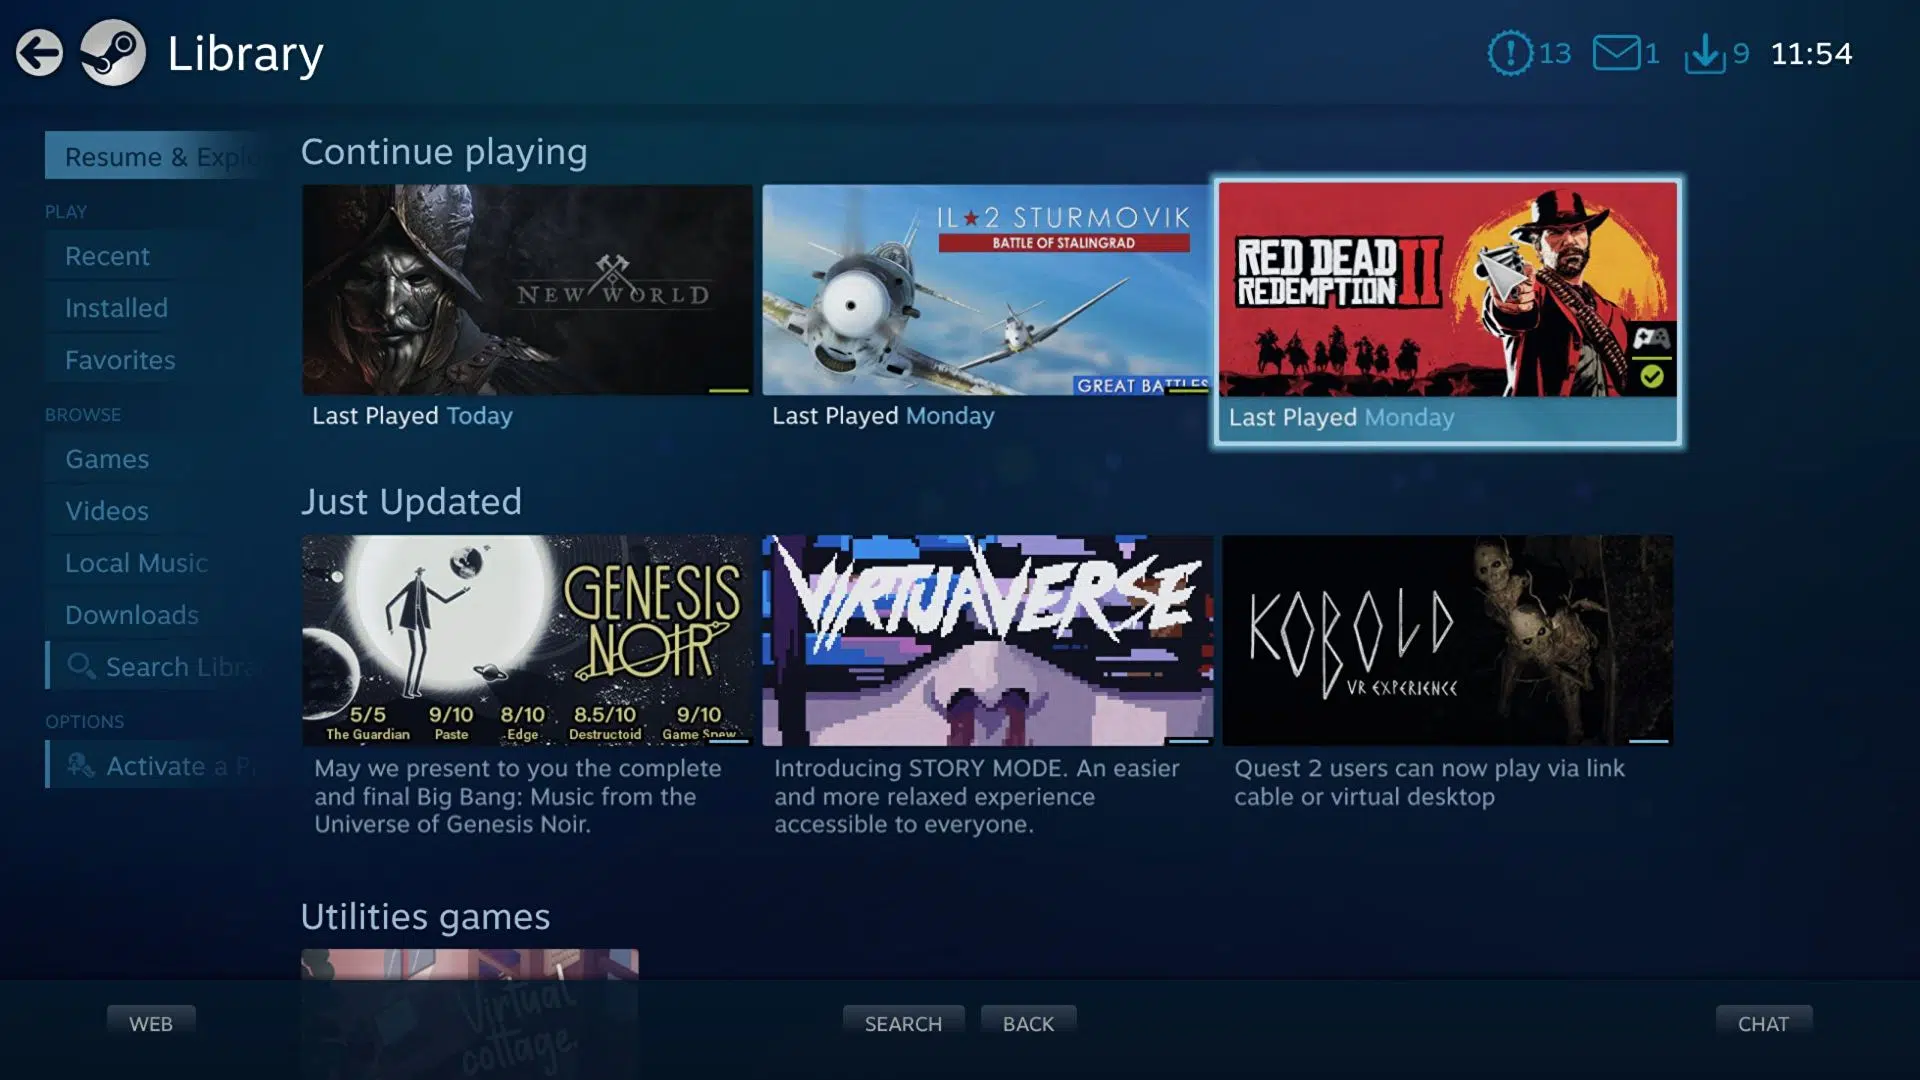 Library
13
1
9
11:54
Resume & Explo
PLAY
Recent
Installed
Favorites
BROWSE
Games
Videos
Local Music
Downloads
Search Libra
OPTIONS
Activate a P
Continue playing
NEW WORLD
Last Played Today
IL★2 STURMOVIK
BATTLE OF STALINGRAD
GREAT BATTLES
Last Played Monday
RED DEAD
REDEMPTION II
Last Played Monday
Just Updated
GENESIS
NOIR
5/5 9/10 8/10 8.5/10 9/10
The Guardian Paste Edge Destructoid Game Spew
May we present to you the complete
and final Big Bang: Music from the
Universe of Genesis Noir.
VIRTUAVERSE
Introducing STORY MODE. An easier
and more relaxed experience
accessible to everyone.
KOBOLD
VR EXPERIENCE
Quest 2 users can now play via link
cable or virtual desktop
Utilities games
Virtual
cottage.
WEB
SEARCH
BACK
CHAT